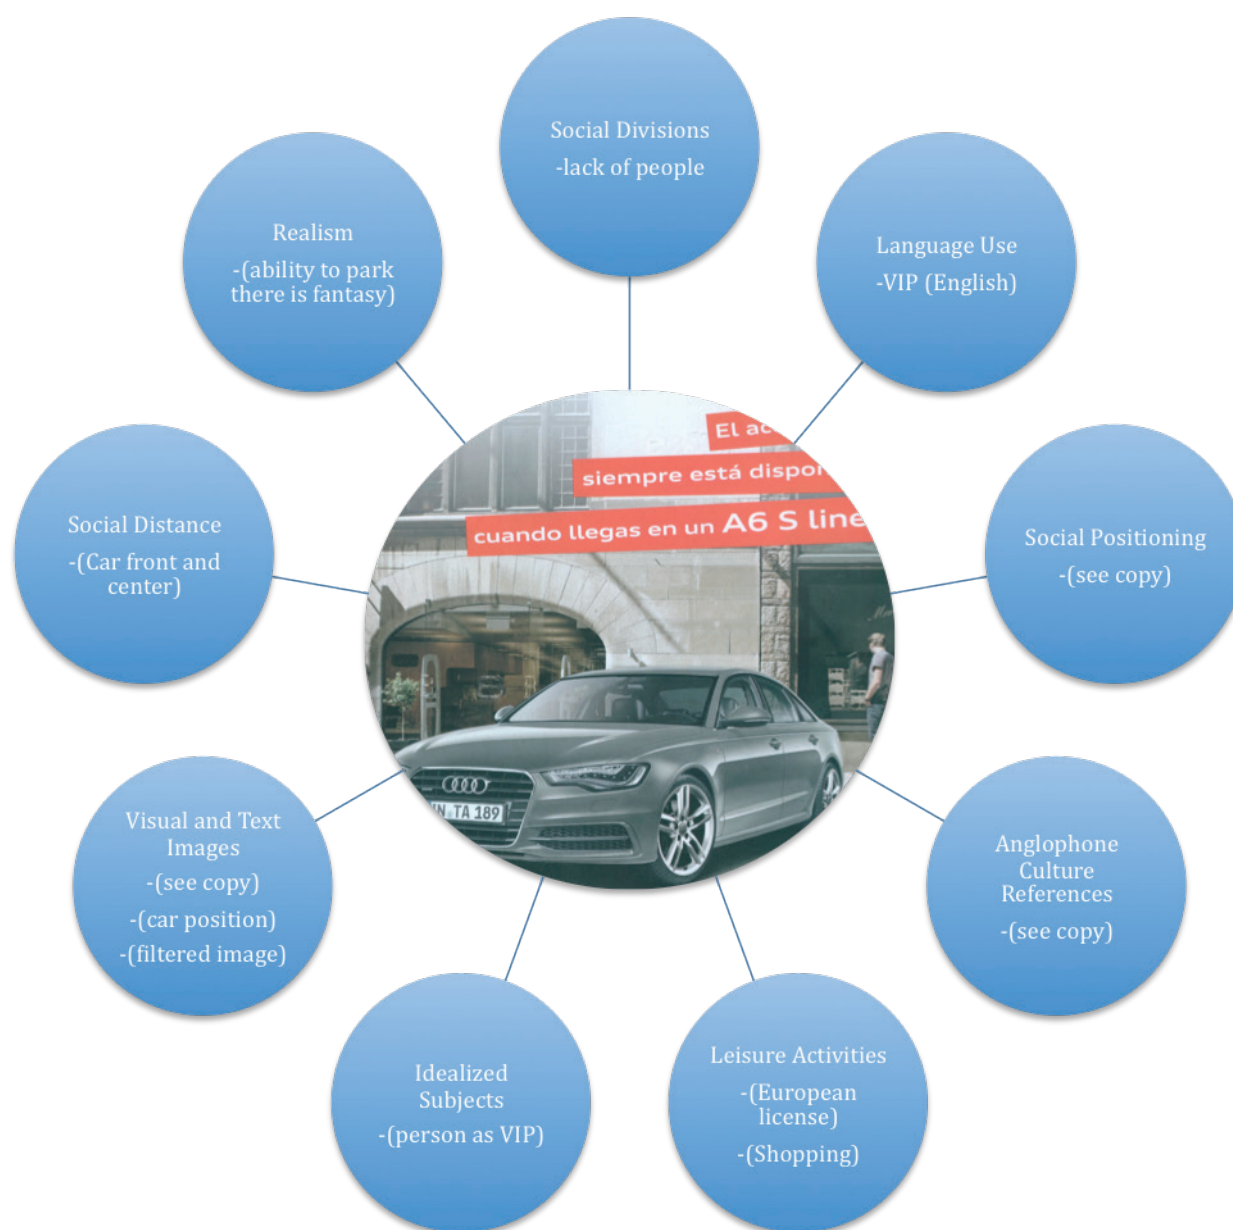 Social Divisions
-lack of people
Language Use
-VIP (English)
Social Positioning
-(see copy)
Anglophone
Culture
References
-(see copy)
Leisure Activities
-(European
license)
-(Shopping)
Idealized
Subjects
-(person as VIP)
Visual and Text
Images
-(see copy)
-(car position)
-(filtered image)
Social Distance
-(Car front and
center)
Realism
-(ability to park
there is fantasy)
El
siempre está
cuando llegas en un A6 S line
TA 189